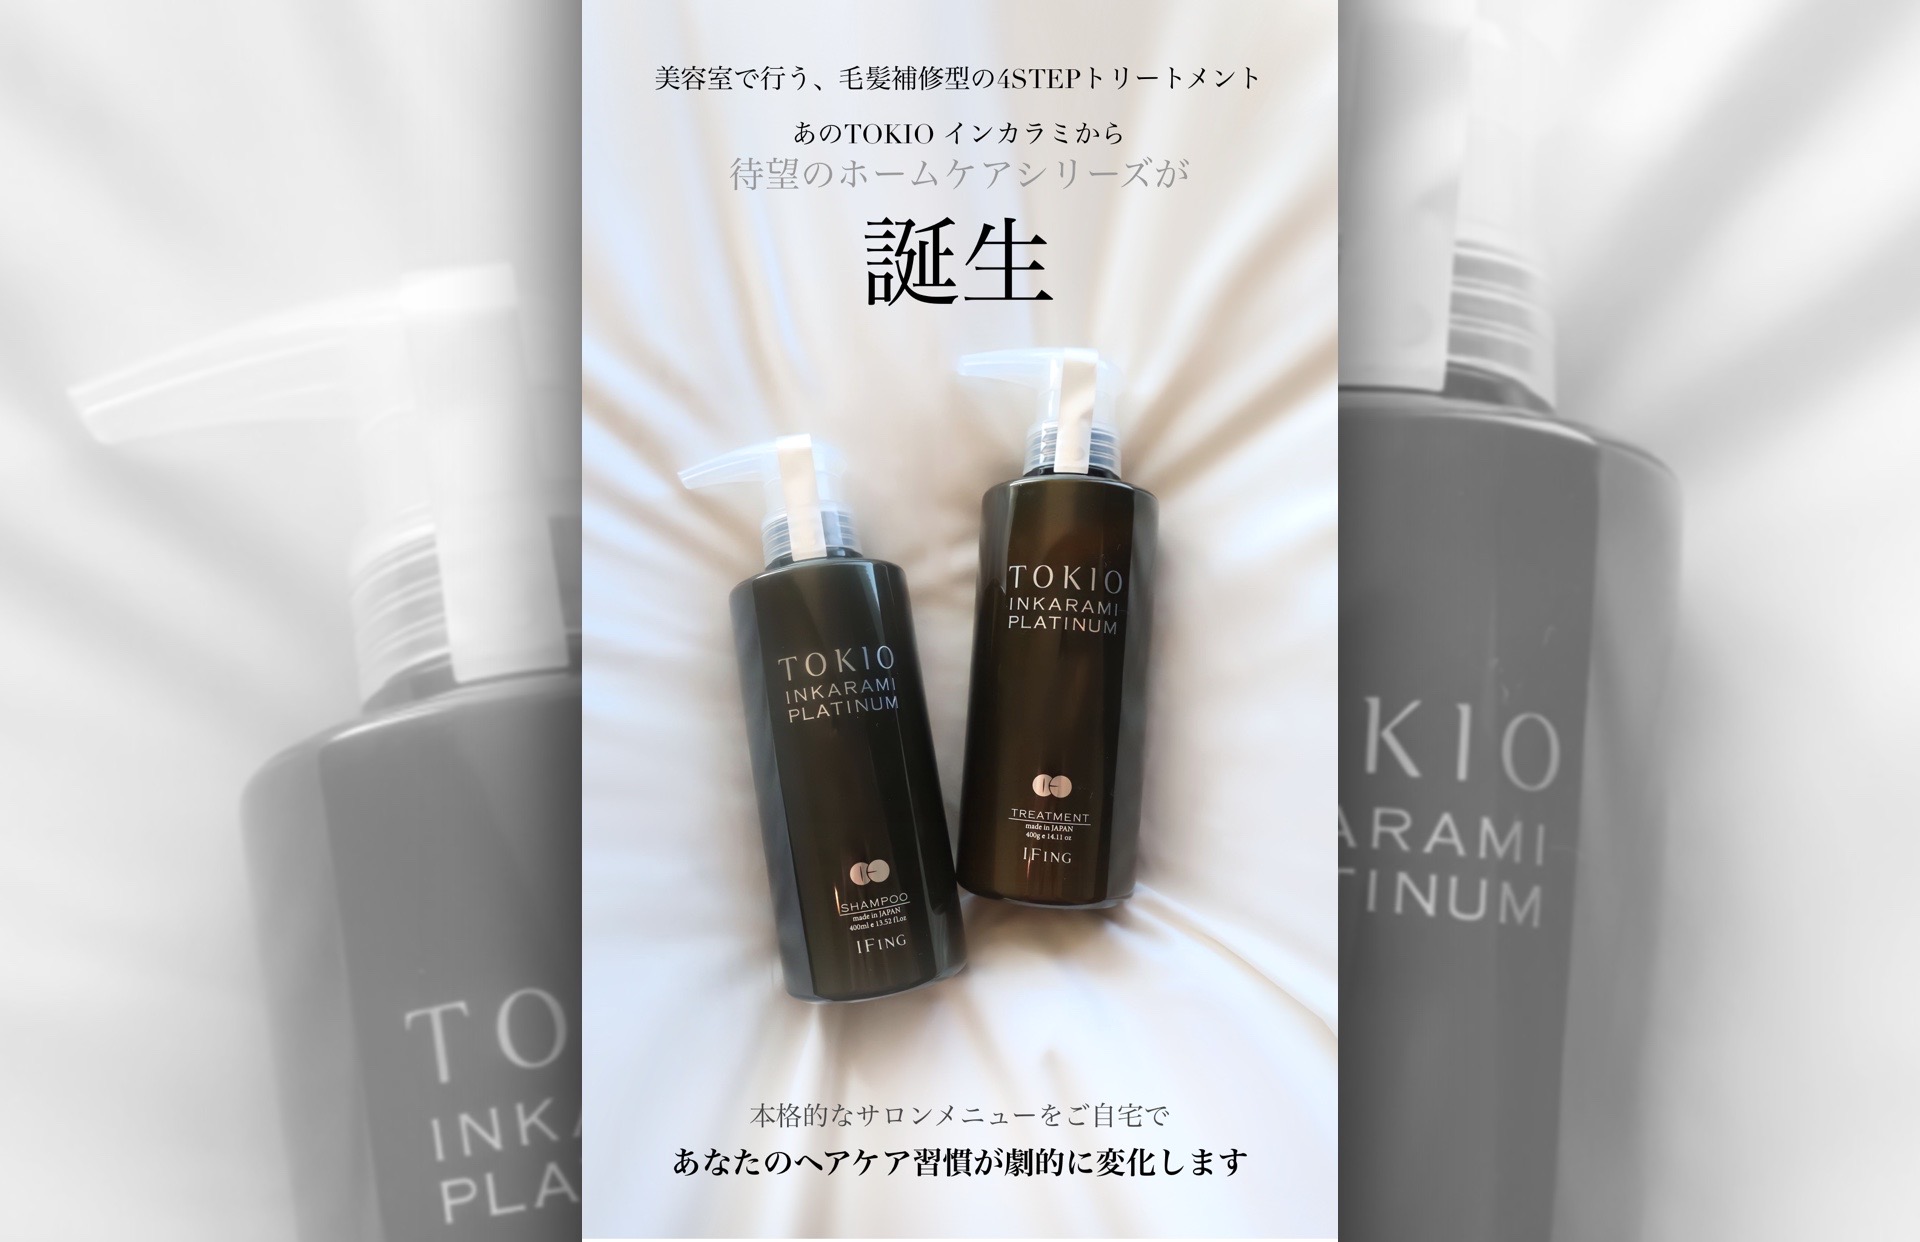 美容室で行う、毛髪補修型の4STEPトリートメント
あのTOKIO インカラミから
待望のホームケアシリーズが
誕生
TOKIO
INKARAMI
PLATINUM
SHAMPOO
made in JAPAN
400ml e 13.52 fl.oz
IFING
TOKIO
INKARAMI
PLATINUM
TREATMENT
made in JAPAN
400g e 14.11 oz
IFING
本格的なサロンメニューをご自宅で
あなたのヘアケア習慣が劇的に変化します
TO
INKA
PLA
KIO
ARAMI
TINUM